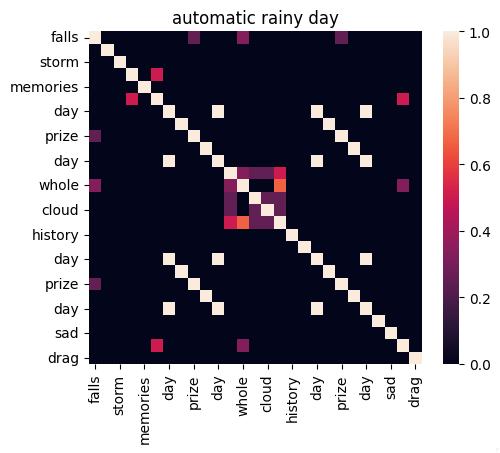 automatic rainy day
falls
storm
memories
day
prize
day
whole
cloud
history
day
prize
day
sad
drag
falls
storm
memories
day
prize
day
whole
cloud
history
day
prize
day
sad
drag
1.0
0.8
0.6
0.4
0.2
0.0